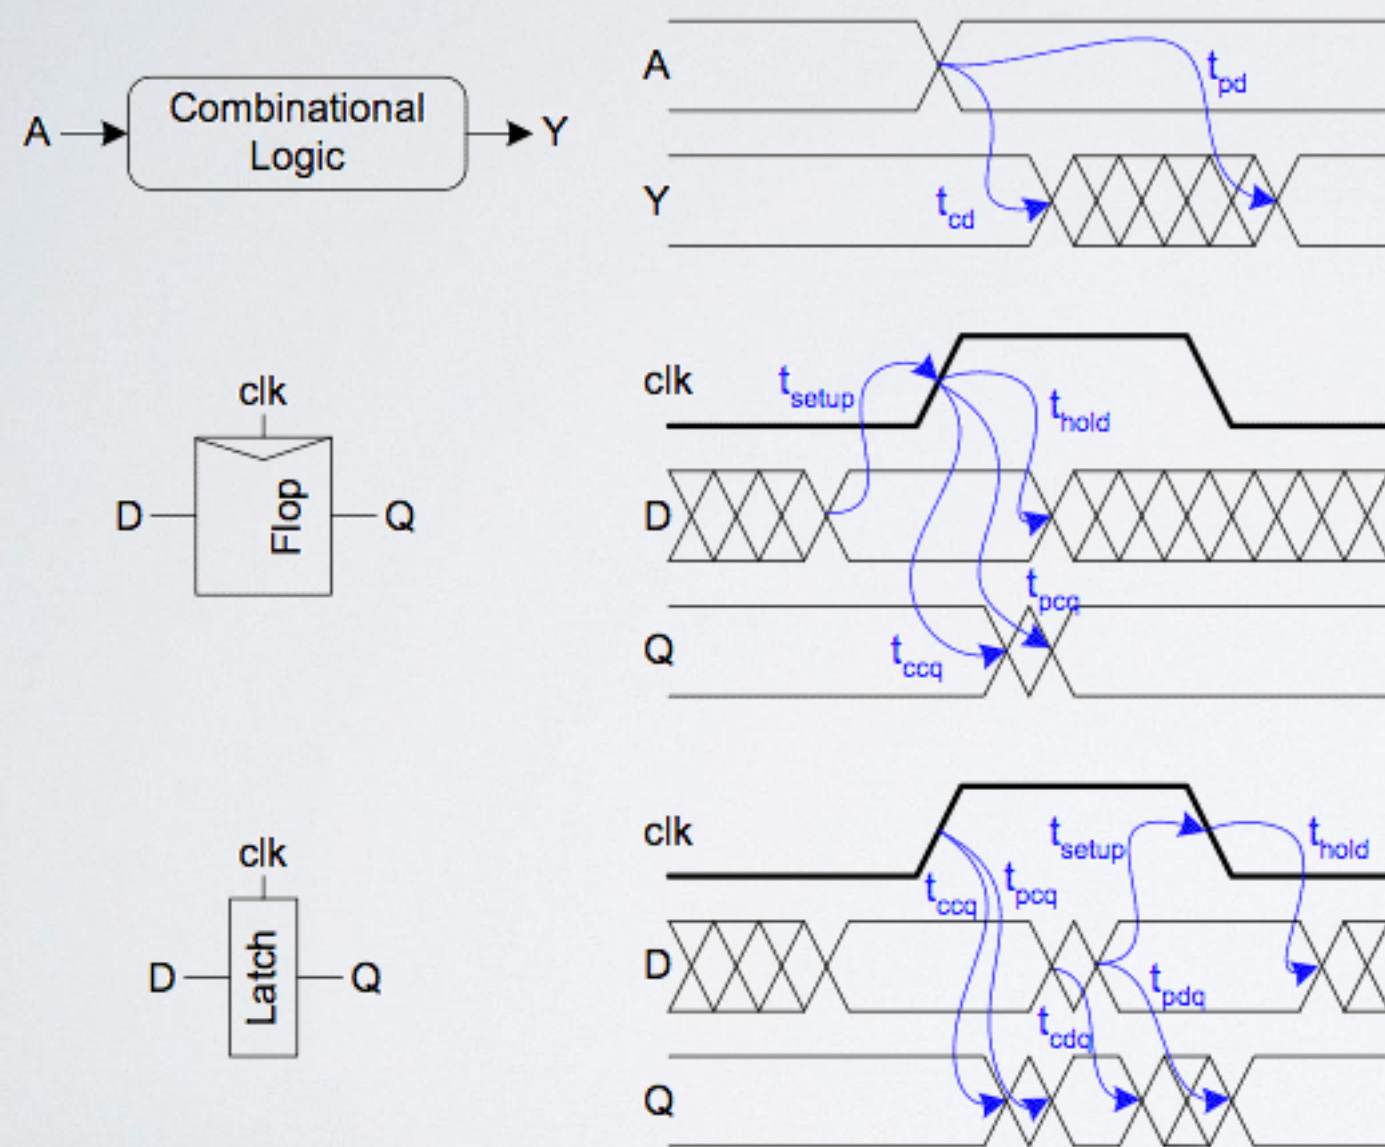 A
Combinational
Logic
Y
A
t_pd
Y
t_cd
clk
D
Flop
Q
clk
t_setup
t_hold
D
t_pcq
Q
t_ccq
clk
D
Latch
Q
clk
t_setup
t_hold
t_ccq
t_pcq
D
t_pdq
t_cdq
Q